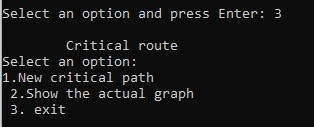 Select an option and press Enter: 3
Critical route
Select an option:
1.New critical path
2.Show the actual graph
3. exit